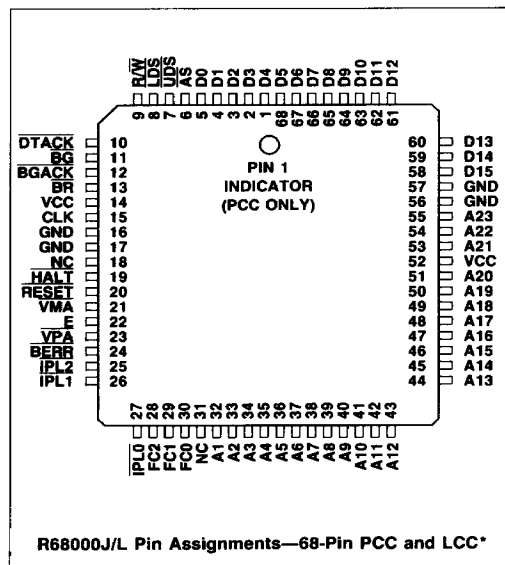 R/W LDS UDS AS D0 D1 D2 D3 D4 D5 D6 D7 D8 D9 D10 D11 D12
9 8 7 6 5 4 3 2 1 68 67 66 65 64 63 62 61
DTACK 10
BG 11
BGACK 12
BR 13
VCC 14
CLK 15
GND 16
GND 17
NC 18
HALT 19
RESET 20
VMA 21
E 22
VPA 23
BERR 24
IPL2 25
IPL1 26
PIN 1
INDICATOR
(PCC ONLY)
60 D13
59 D14
58 D15
57 GND
56 GND
55 A23
54 A22
53 A21
52 VCC
51 A20
50 A19
49 A18
48 A17
47 A16
46 A15
45 A14
44 A13
27 28 29 30 31 32 33 34 35 36 37 38 39 40 41 42 43
IPL0 FC2 FC1 FC0 NC A1 A2 A3 A4 A5 A6 A7 A8 A9 A10 A11 A12
R68000J/L Pin Assignments—68-Pin PCC and LCC*